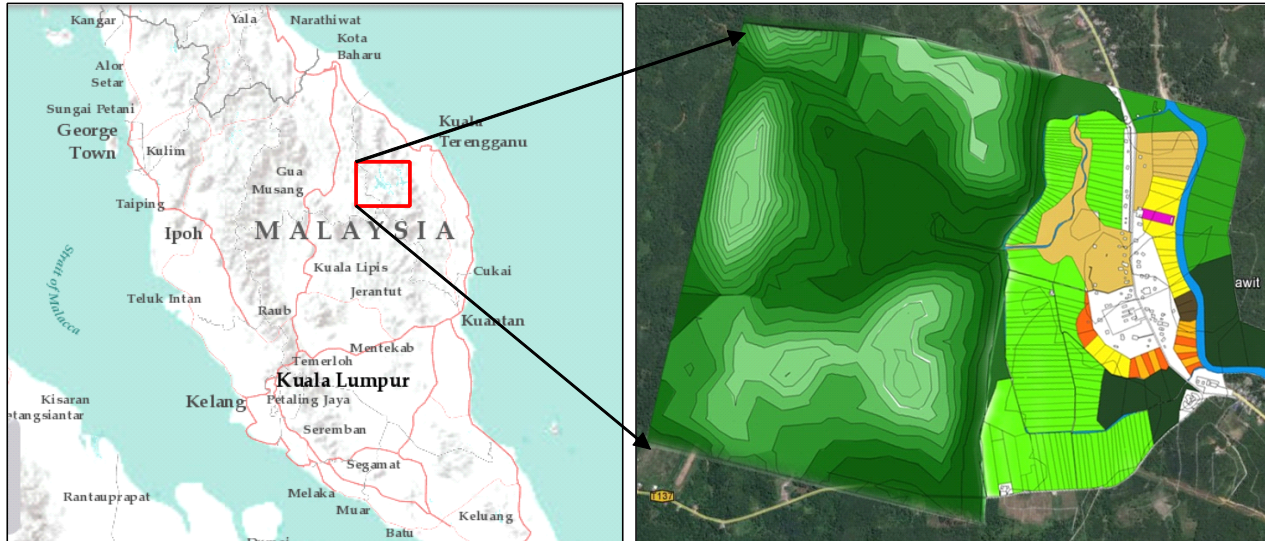 Kangar
Yala
Narathiwat
Kota
Baharu
Alor
Setar
Sungai Petani
George
Town
Kulim
Kuala
Terengganu
Gua
Musang
Taiping
Ipoh
MALAYSIA
Strait of Malacca
Kuala Lipis
Cukai
Teluk Intan
Jerantut
Raub
Kuantan
Mentekab
Temerloh
Kuala Lumpur
Kisaran
Kelang
Petaling Jaya
etangsiantar
Seremban
Segamat
Rantauprapat
Melaka
Muar
Keluang
Batu
awit
T137